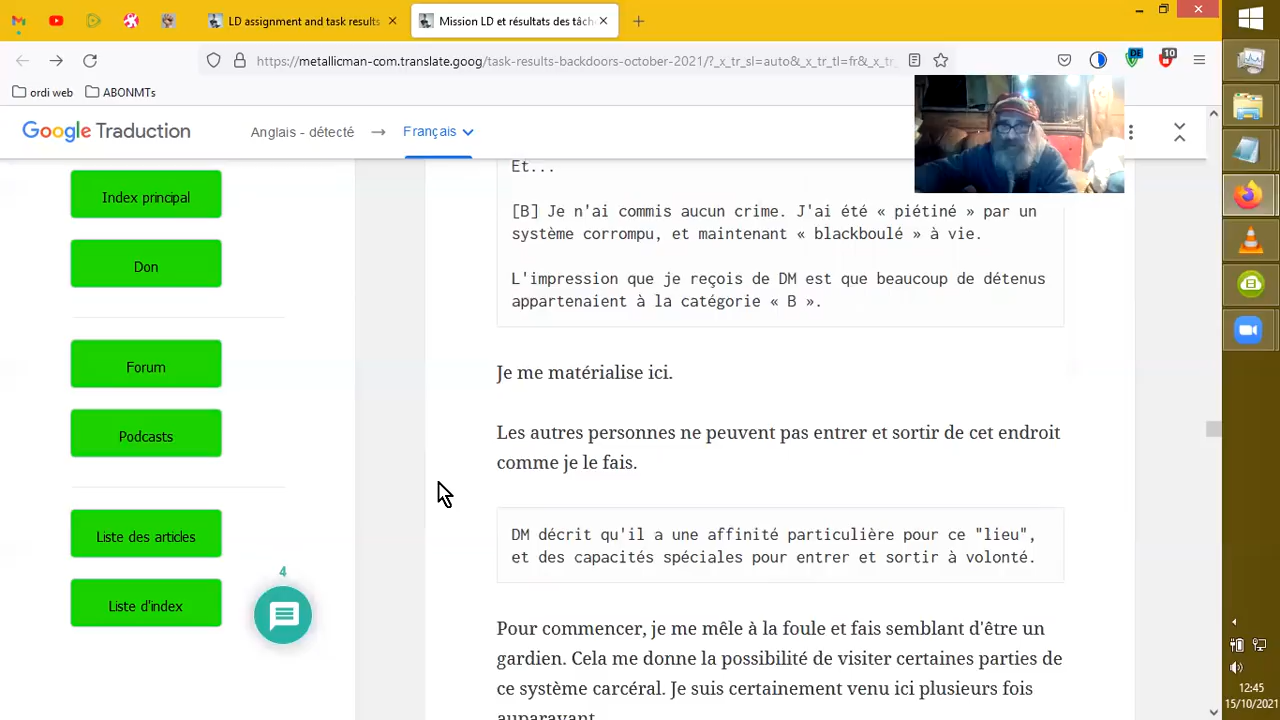 LD assignment and task results
Mission LD et résultats des tâch
https://metallicman-com.translate.goog/task-results-backdoors-october-2021/?_x_tr_sl=auto&_x_tr_tl=fr&_x_tr_
DE
10
ordi web
ABONMTs
Google Traduction
Anglais - détecté
Français
Index principal
Don
Forum
Podcasts
Liste des articles
Liste d'index
4
Et...
[B] Je n'ai commis aucun crime. J'ai été « piétiné » par un
système corrompu, et maintenant « blackboulé » à vie.
L'impression que je reçois de DM est que beaucoup de détenus
appartenaient à la catégorie « B ».
Je me matérialise ici.
Les autres personnes ne peuvent pas entrer et sortir de cet endroit
comme je le fais.
DM décrit qu'il a une affinité particulière pour ce "lieu",
et des capacités spéciales pour entrer et sortir à volonté.
Pour commencer, je me mêle à la foule et fais semblant d'être un
gardien. Cela me donne la possibilité de visiter certaines parties de
ce système carcéral. Je suis certainement venu ici plusieurs fois
auparavant.
12:45
15/10/2021